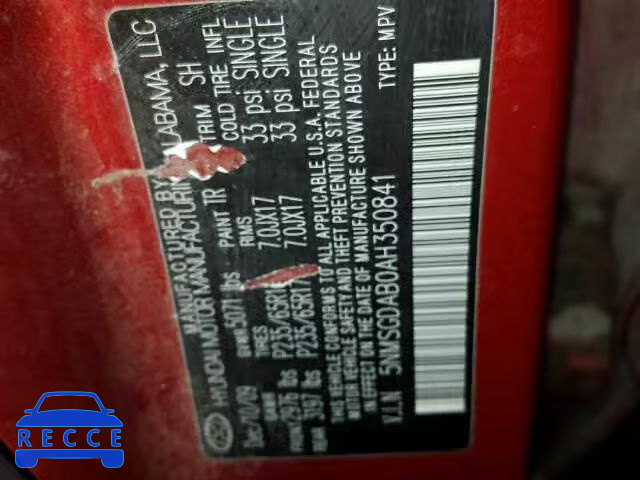 MANUFACTURED BY
HYUNDAI MOTOR MANUFACTURING ALABAMA, LLC
Dec/10/09 GVWR 5071 lbs PAINT TR TRIM SH
GAWR TIRES RIMS COLD TIRE INFL
FRONT 2976 lbs P235/65R17 7.0JX17 33 psi SINGLE
REAR 3197 lbs P235/65R17 7.0JX17 33 psi SINGLE
THIS VEHICLE CONFORMS TO ALL APPLICABLE U.S.A. FEDERAL
MOTOR VEHICLE SAFETY AND THEFT PREVENTION STANDARDS
IN EFFECT ON THE DATE OF MANUFACTURE SHOWN ABOVE
V.I.N 5NMSGDAB0AH350841 TYPE: MPV